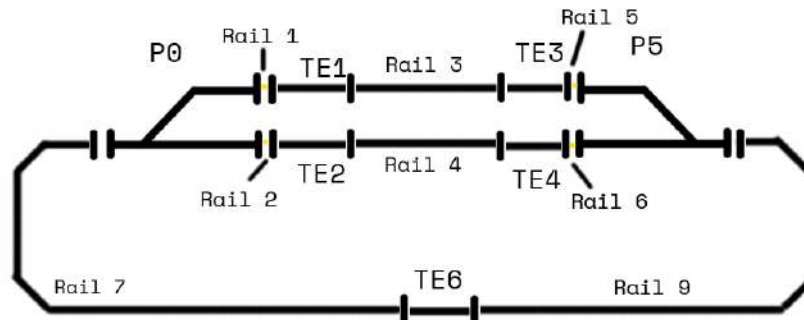 Rail 1
Rail 5
P0
TE1
Rail 3
TE3
P5
Rail 2
TE2
Rail 4
TE4
Rail 6
Rail 7
TE6
Rail 9